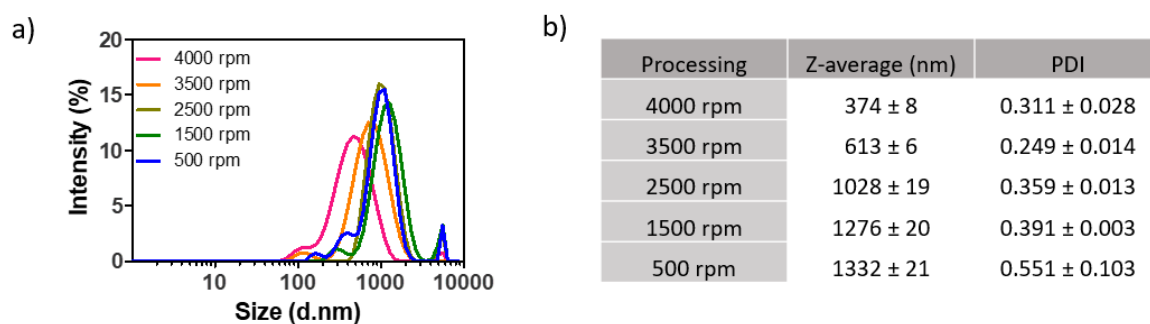 a)
20
15
10
5
0
Intensity (%)
4000 rpm
3500 rpm
2500 rpm
1500 rpm
500 rpm
10 100 1000 10000
Size (d.nm)
b)
Processing Z-average (nm) PDI
4000 rpm 374 ± 8 0.311 ± 0.028
3500 rpm 613 ± 6 0.249 ± 0.014
2500 rpm 1028 ± 19 0.359 ± 0.013
1500 rpm 1276 ± 20 0.391 ± 0.003
500 rpm 1332 ± 21 0.551 ± 0.103